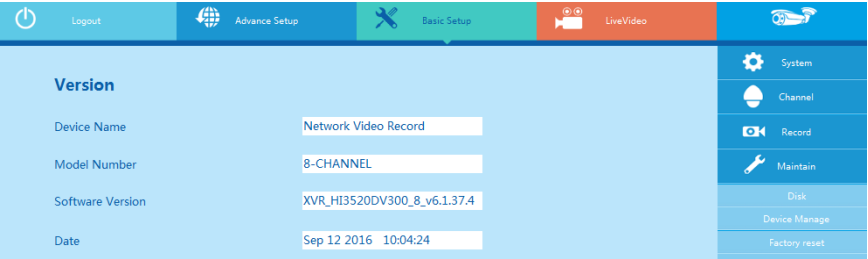 Logout
Advance Setup
Basic Setup
LiveVideo
System
Version
Channel
Device Name
Network Video Record
Record
Model Number
8-CHANNEL
Maintain
Software Version
XVR_HI3520DV300_8_v6.1.37.4
Disk
Device Manage
Date
Sep 12 2016 10:04:24
Factory reset